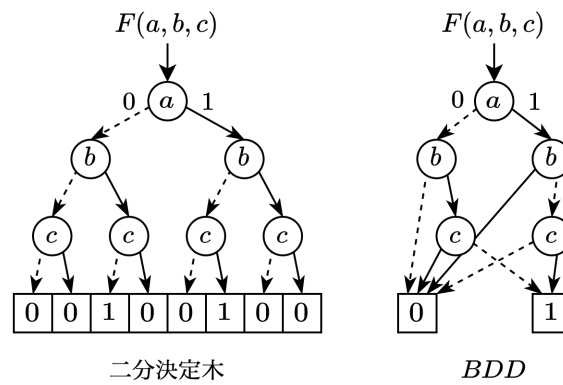 F(a, b, c) F(a, b, c)
0 a 1 0 a 1
b b b b
c c c c c c
0 0 1 0 0 1 0 0 0 1
二分決定木 BDD